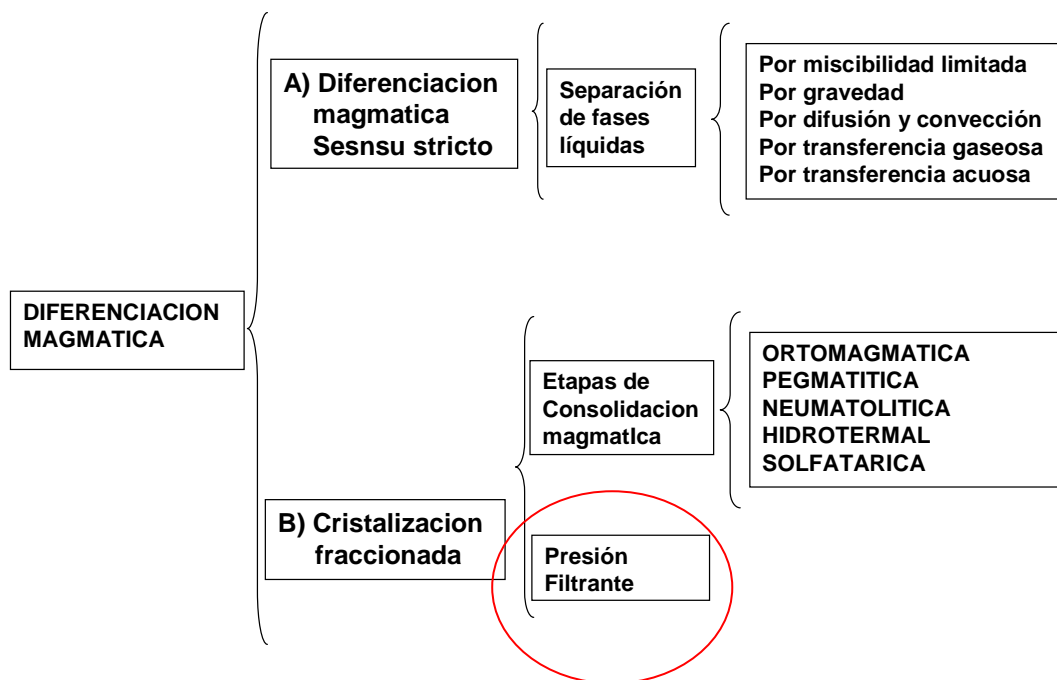 DIFERENCIACION
MAGMATICA
A) Diferenciacion
magmatica
Sesnsu stricto
Separación
de fases
líquidas
Por miscibilidad limitada
Por gravedad
Por difusión y convección
Por transferencia gaseosa
Por transferencia acuosa
B) Cristalizacion
fraccionada
Etapas de
Consolidacion
magmatIca
ORTOMAGMATICA
PEGMATITICA
NEUMATOLITICA
HIDROTERMAL
SOLFATARICA
Presión
Filtrante